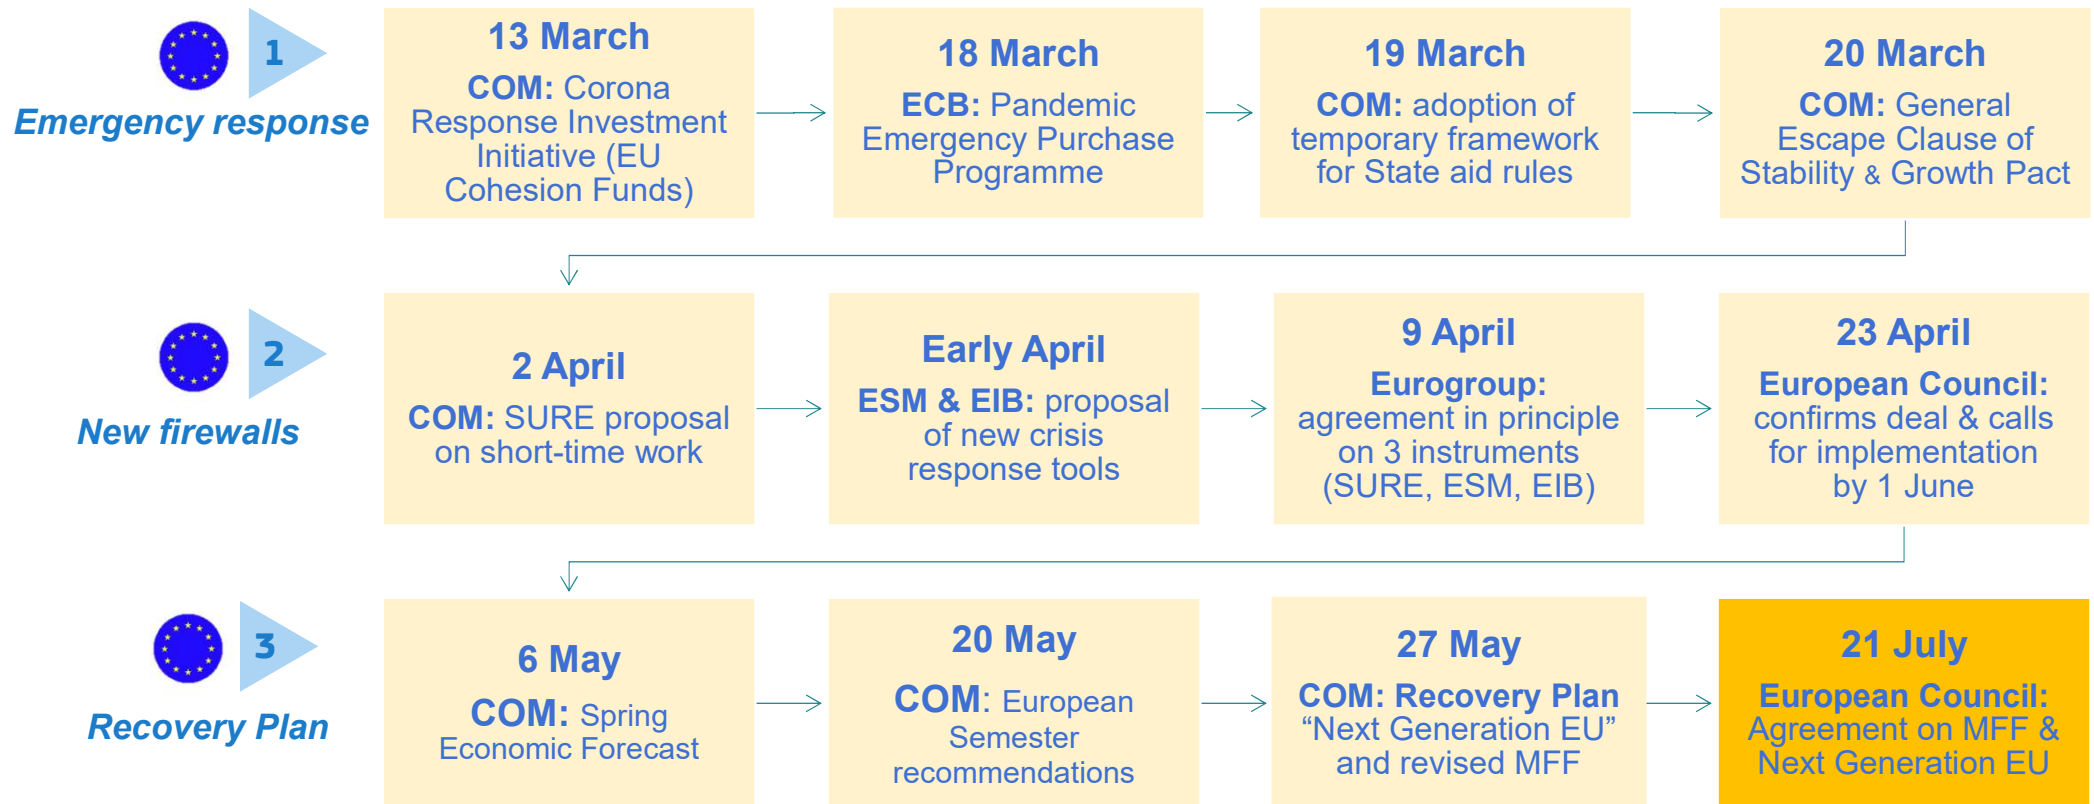 1
Emergency response
13 March
COM: Corona
Response Investment
Initiative (EU
Cohesion Funds)
18 March
ECB: Pandemic
Emergency Purchase
Programme
19 March
COM: adoption of
temporary framework
for State aid rules
20 March
COM: General
Escape Clause of
Stability & Growth Pact
2
New firewalls
2 April
COM: SURE proposal
on short-time work
Early April
ESM & EIB: proposal
of new crisis
response tools
9 April
Eurogroup:
agreement in principle
on 3 instruments
(SURE, ESM, EIB)
23 April
European Council:
confirms deal & calls
for implementation
by 1 June
3
Recovery Plan
6 May
COM: Spring
Economic Forecast
20 May
COM: European
Semester
recommendations
27 May
COM: Recovery Plan
“Next Generation EU”
and revised MFF
21 July
European Council:
Agreement on MFF &
Next Generation EU